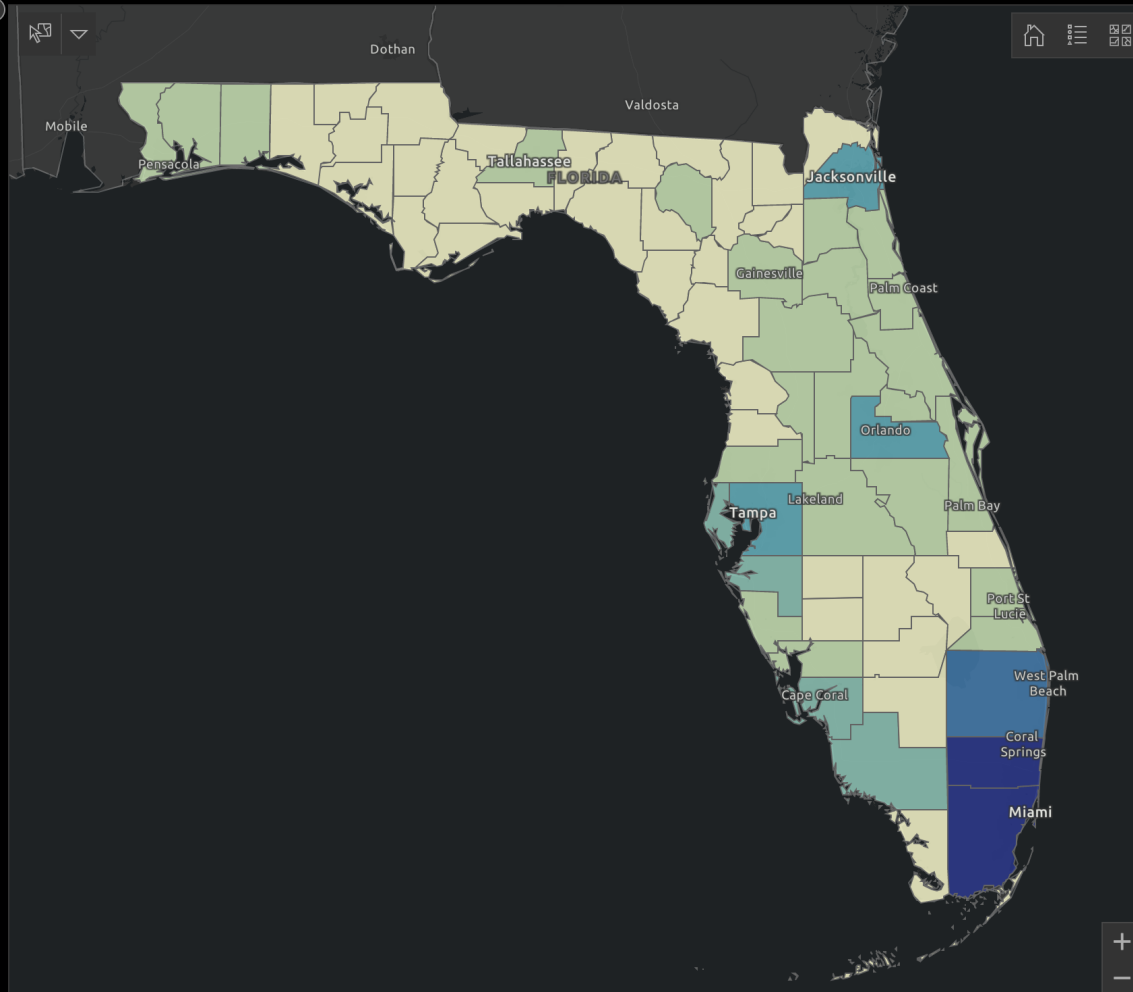 Dothan
Valdosta
Mobile
Pensacola
Tallahassee
FLORIDA
Jacksonville
Gainesville
Palm Coast
Orlando
Lakeland
Tampa
Palm Bay
Port St
Lucie
Cape Coral
West Palm
Beach
Coral
Springs
Miami
+
−